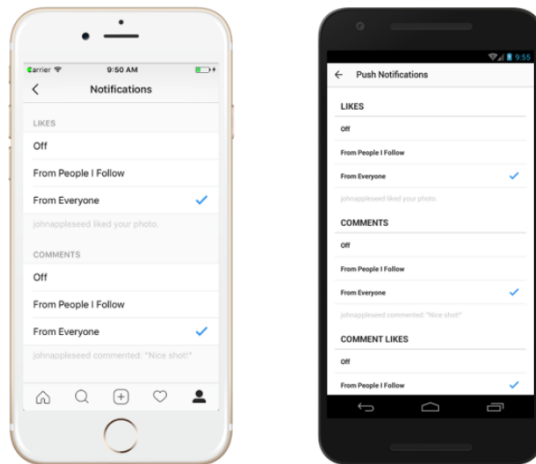 Carrier 9:50 AM
Notifications
LIKES
Off
From People I Follow
From Everyone
johnappleseed liked your photo.
COMMENTS
Off
From People I Follow
From Everyone
johnappleseed commented: "Nice shot!"
9:55
Push Notifications
LIKES
Off
From People I Follow
From Everyone
johnappleseed liked your photo.
COMMENTS
Off
From People I Follow
From Everyone
johnappleseed commented: "Nice shot!"
COMMENT LIKES
Off
From People I Follow